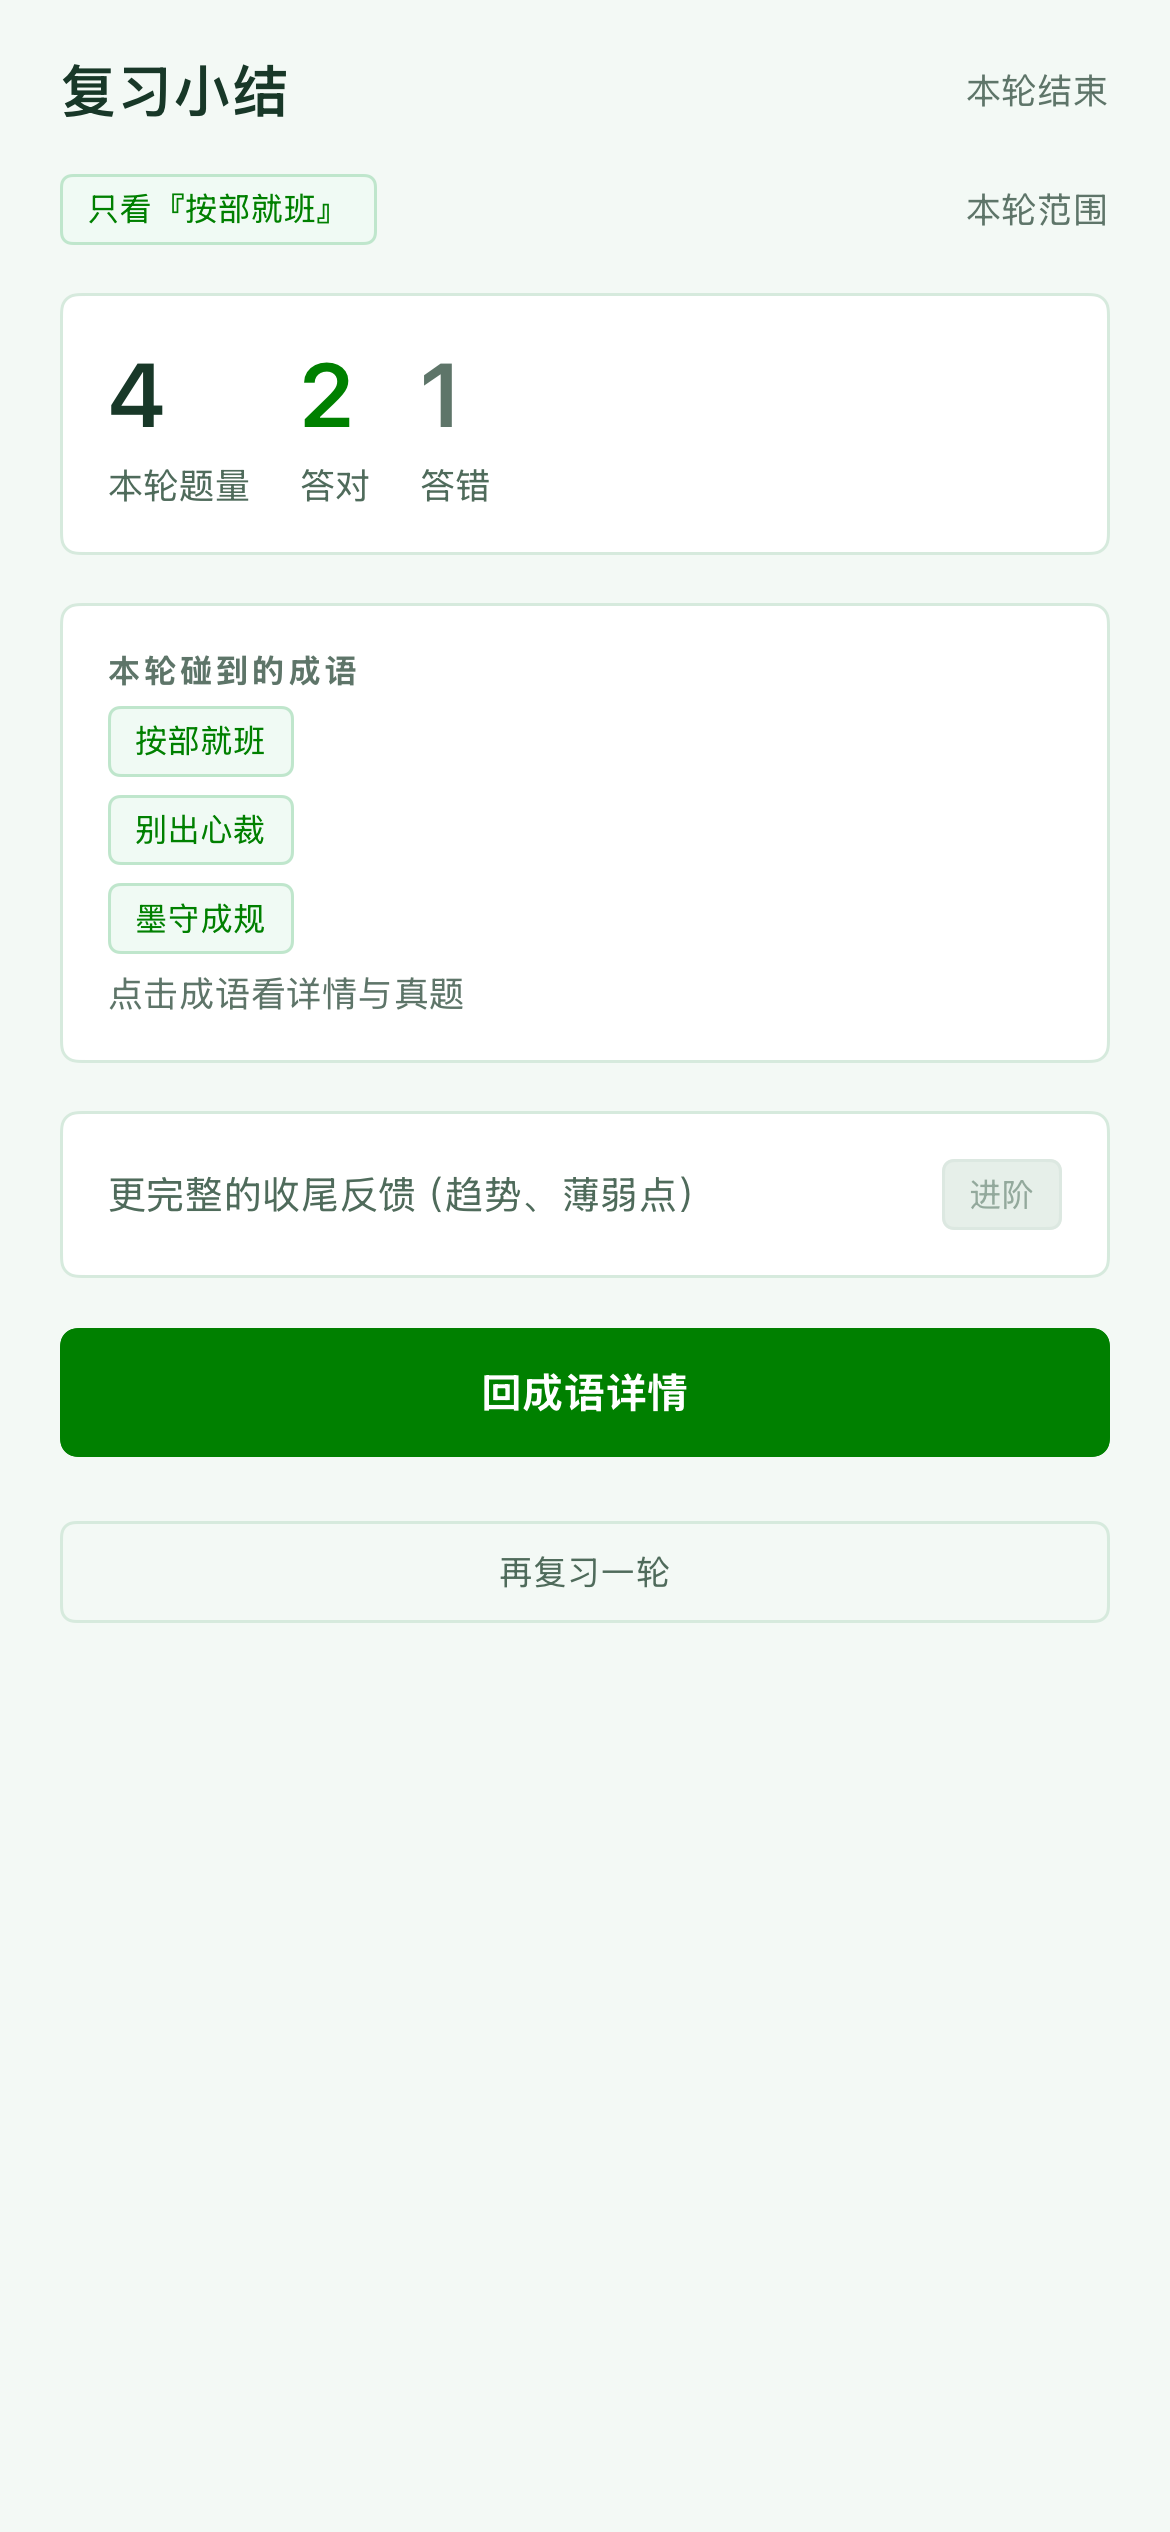 复习小结
本轮结束
只看『按部就班』
本轮范围
4 2 1
本轮题量 答对 答错
本轮碰到的成语
按部就班
别出心裁
墨守成规
点击成语看详情与真题
更完整的收尾反馈（趋势、薄弱点）
进阶
回成语详情
再复习一轮